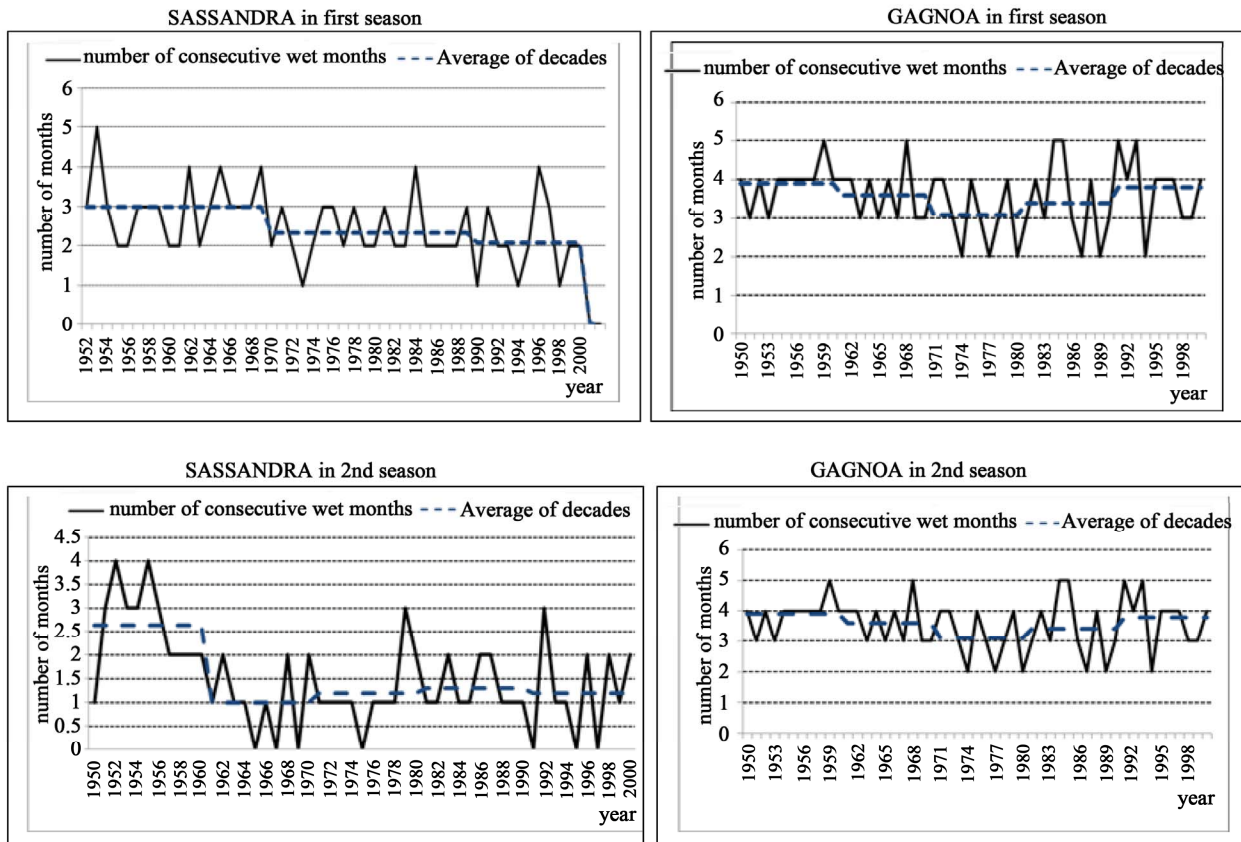 SASSANDRA in first season
number of consecutive wet months Average of decades
number of months
6
5
4
3
2
1
0
1952 1954 1956 1958 1960 1962 1964 1966 1968 1970 1972 1974 1976 1978 1980 1982 1984 1986 1988 1990 1992 1994 1996 1998 2000
year
GAGNOA in first season
number of consecutive wet months Average of decades
number of months
6
5
4
3
2
1
0
1950 1953 1956 1959 1962 1965 1968 1971 1974 1977 1980 1983 1986 1989 1992 1995 1998
year
SASSANDRA in 2nd season
number of consecutive wet months Average of decades
number of months
4.5
4
3.5
3
2.5
2
1.5
1
0.5
0
1950 1952 1954 1956 1958 1960 1962 1964 1966 1968 1970 1972 1974 1976 1978 1980 1982 1984 1986 1988 1990 1992 1994 1996 1998 2000
year
GAGNOA in 2nd season
number of consecutive wet months Average of decades
number of months
6
5
4
3
2
1
0
1950 1953 1956 1959 1962 1965 1968 1971 1974 1977 1980 1983 1986 1989 1992 1995 1998
year